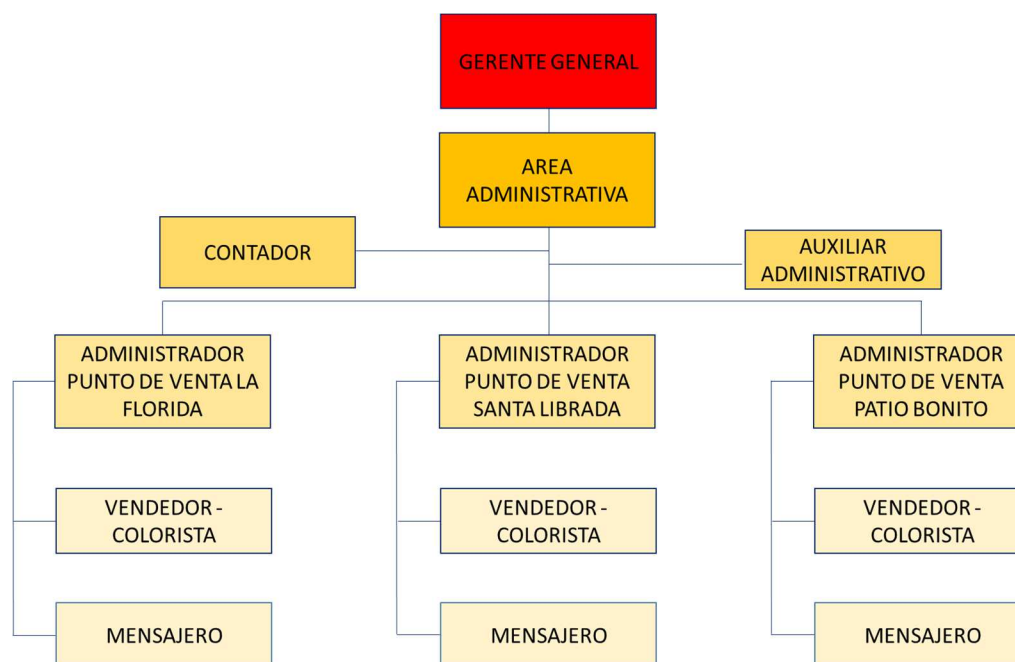 GERENTE GENERAL
AREA
ADMINISTRATIVA
CONTADOR
AUXILIAR
ADMINISTRATIVO
ADMINISTRADOR
PUNTO DE VENTA LA
FLORIDA
ADMINISTRADOR
PUNTO DE VENTA
SANTA LIBRADA
ADMINISTRADOR
PUNTO DE VENTA
PATIO BONITO
VENDEDOR -
COLORISTA
VENDEDOR -
COLORISTA
VENDEDOR -
COLORISTA
MENSAJERO
MENSAJERO
MENSAJERO